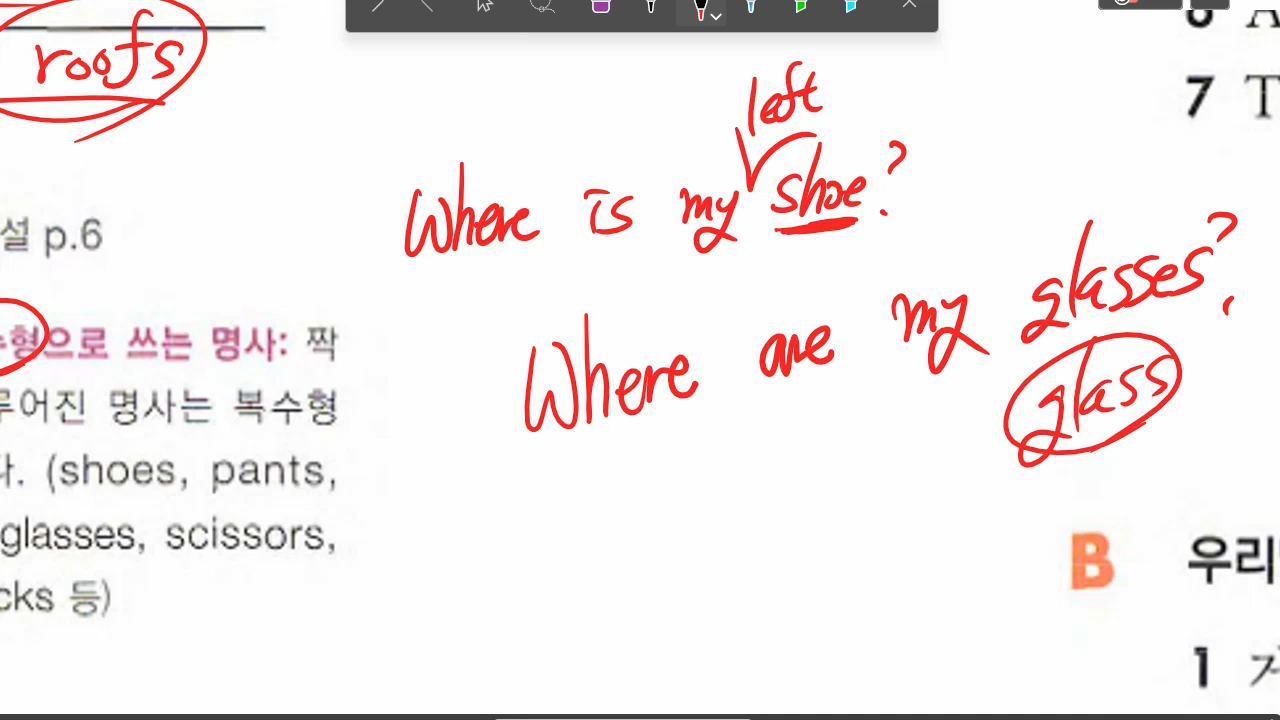 roofs
left
Where is my shoe?
Where are my glasses?
glass
설 p.6
수형으로 쓰는 명사: 짝
루어진 명사는 복수형
다. (shoes, pants,
glasses, scissors,
cks 등)
7 T
B 우리
1